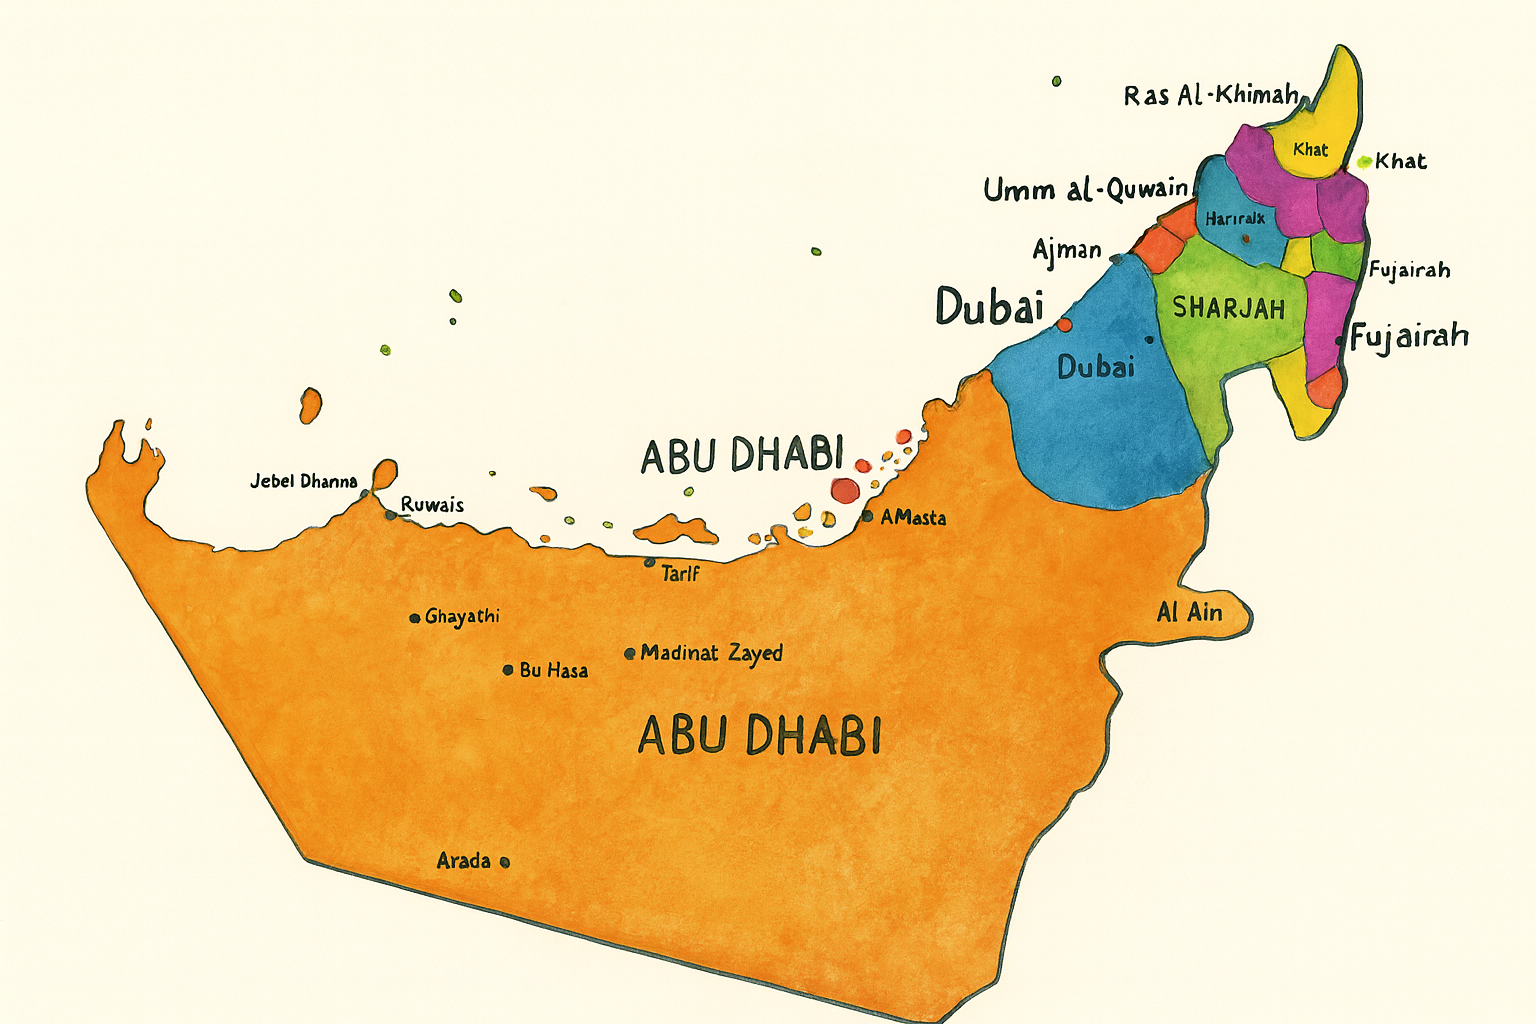 Ras Al-Khimah
Khat
Khat
Umm al-Quwain
Harıralk
Ajman
Fujairah
Dubai
SHARJAH
Fujairah
Dubai
ABU DHABI
Jebel Dhanna
Ruwais
AMasta
Tarlf
Al Ain
Ghayathi
Madinat Zayed
Bu Hasa
ABU DHABI
Arada